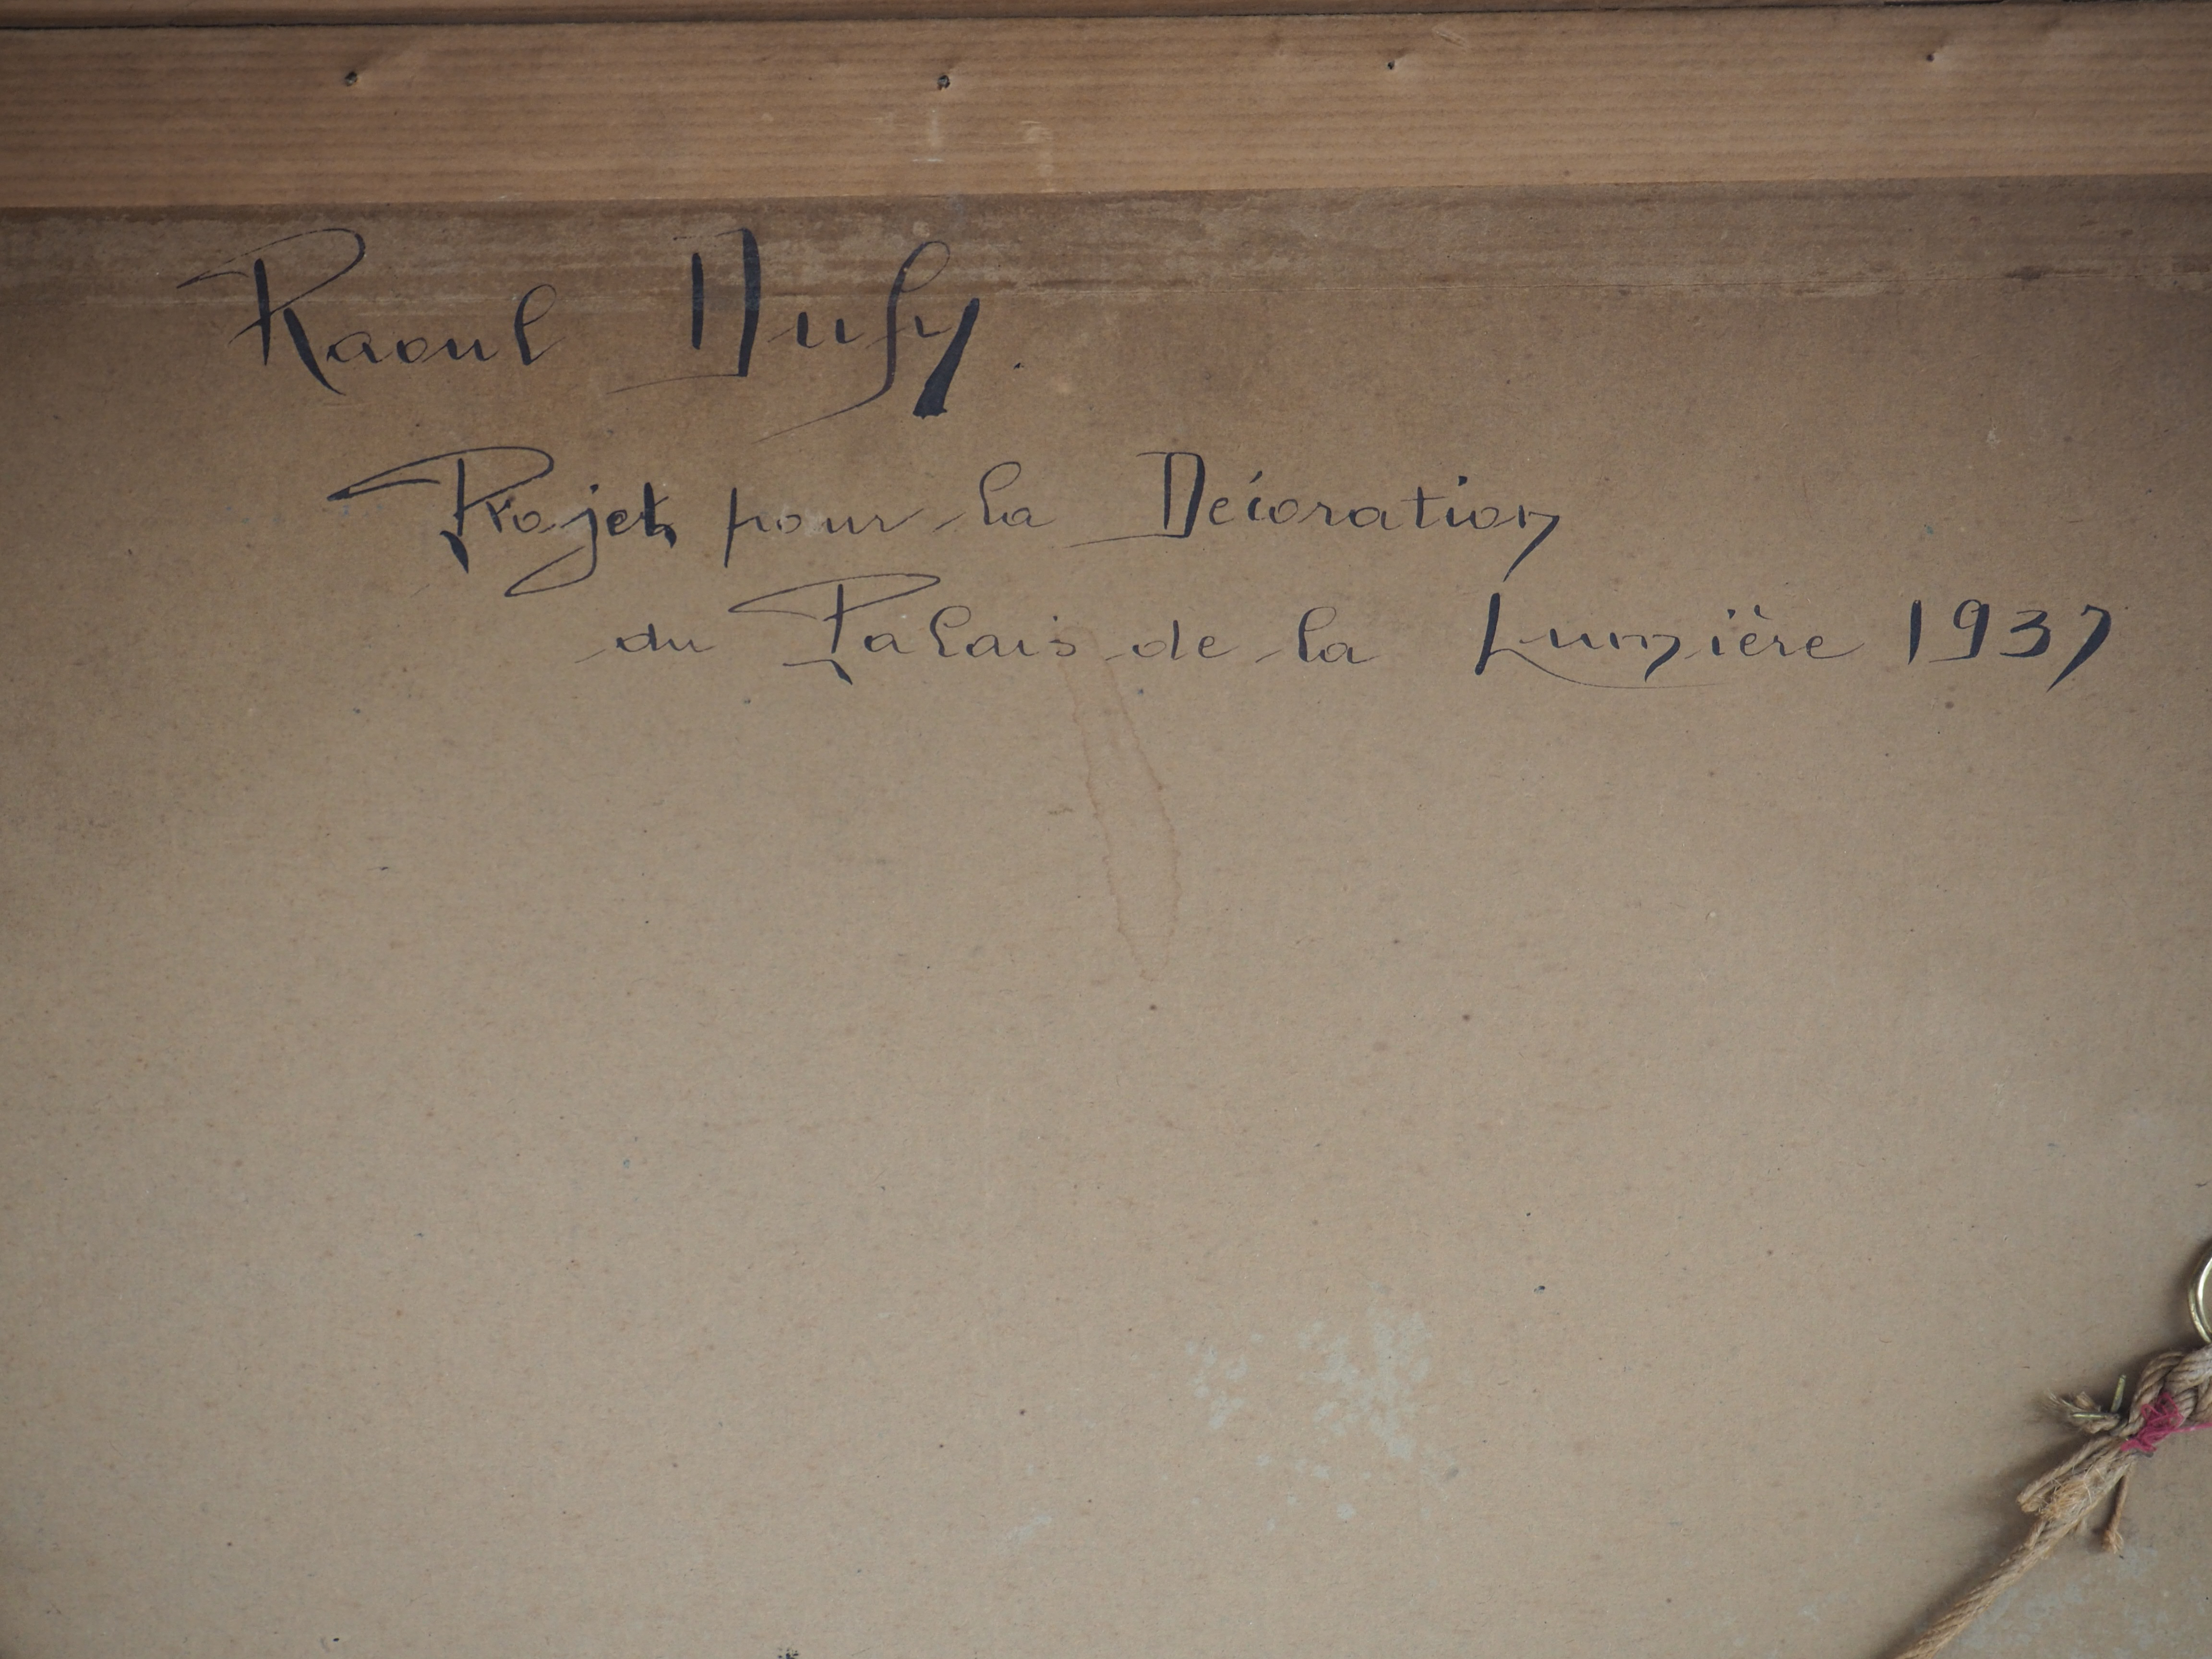 Raoul Dufy.
Projet pour la Décoration
du Palais de la Lumière 1937